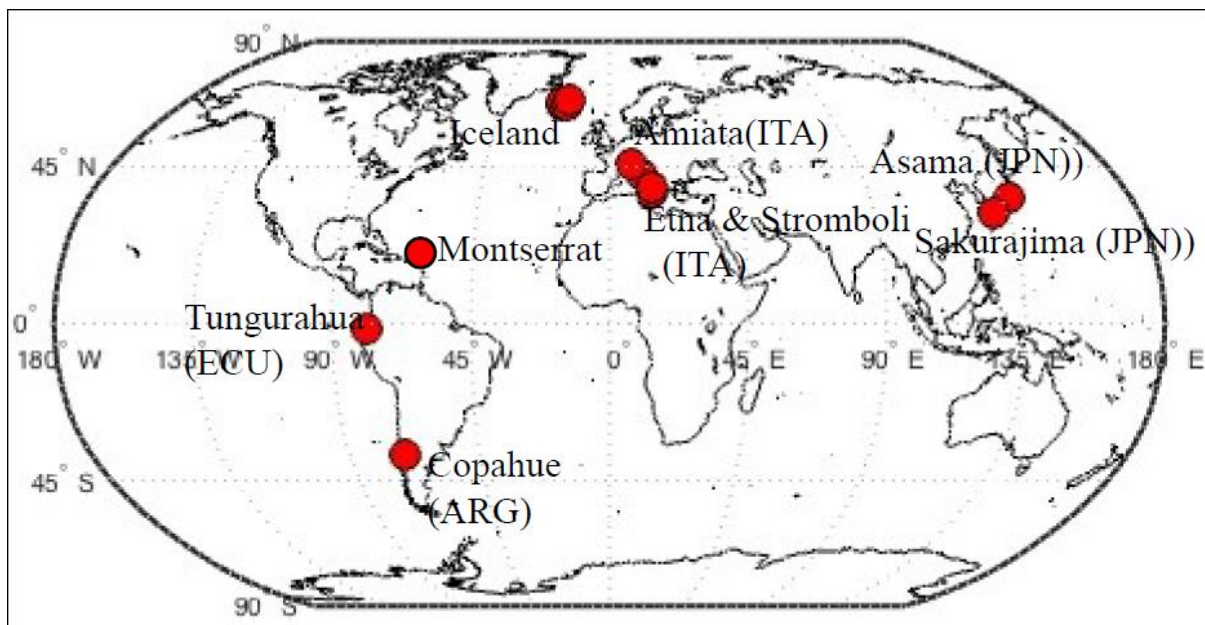 90° N
Iceland
Amiata(ITA)
45° N
Asama (JPN))
Etna & Stromboli
(ITA)
Sakurajima (JPN))
Montserrat
Tungurahua
(ECU)
0°
180° W
135° W
90° W
45° W
0°
45° E
90° E
135° E
180° E
Copahue
(ARG)
45° S
90° S